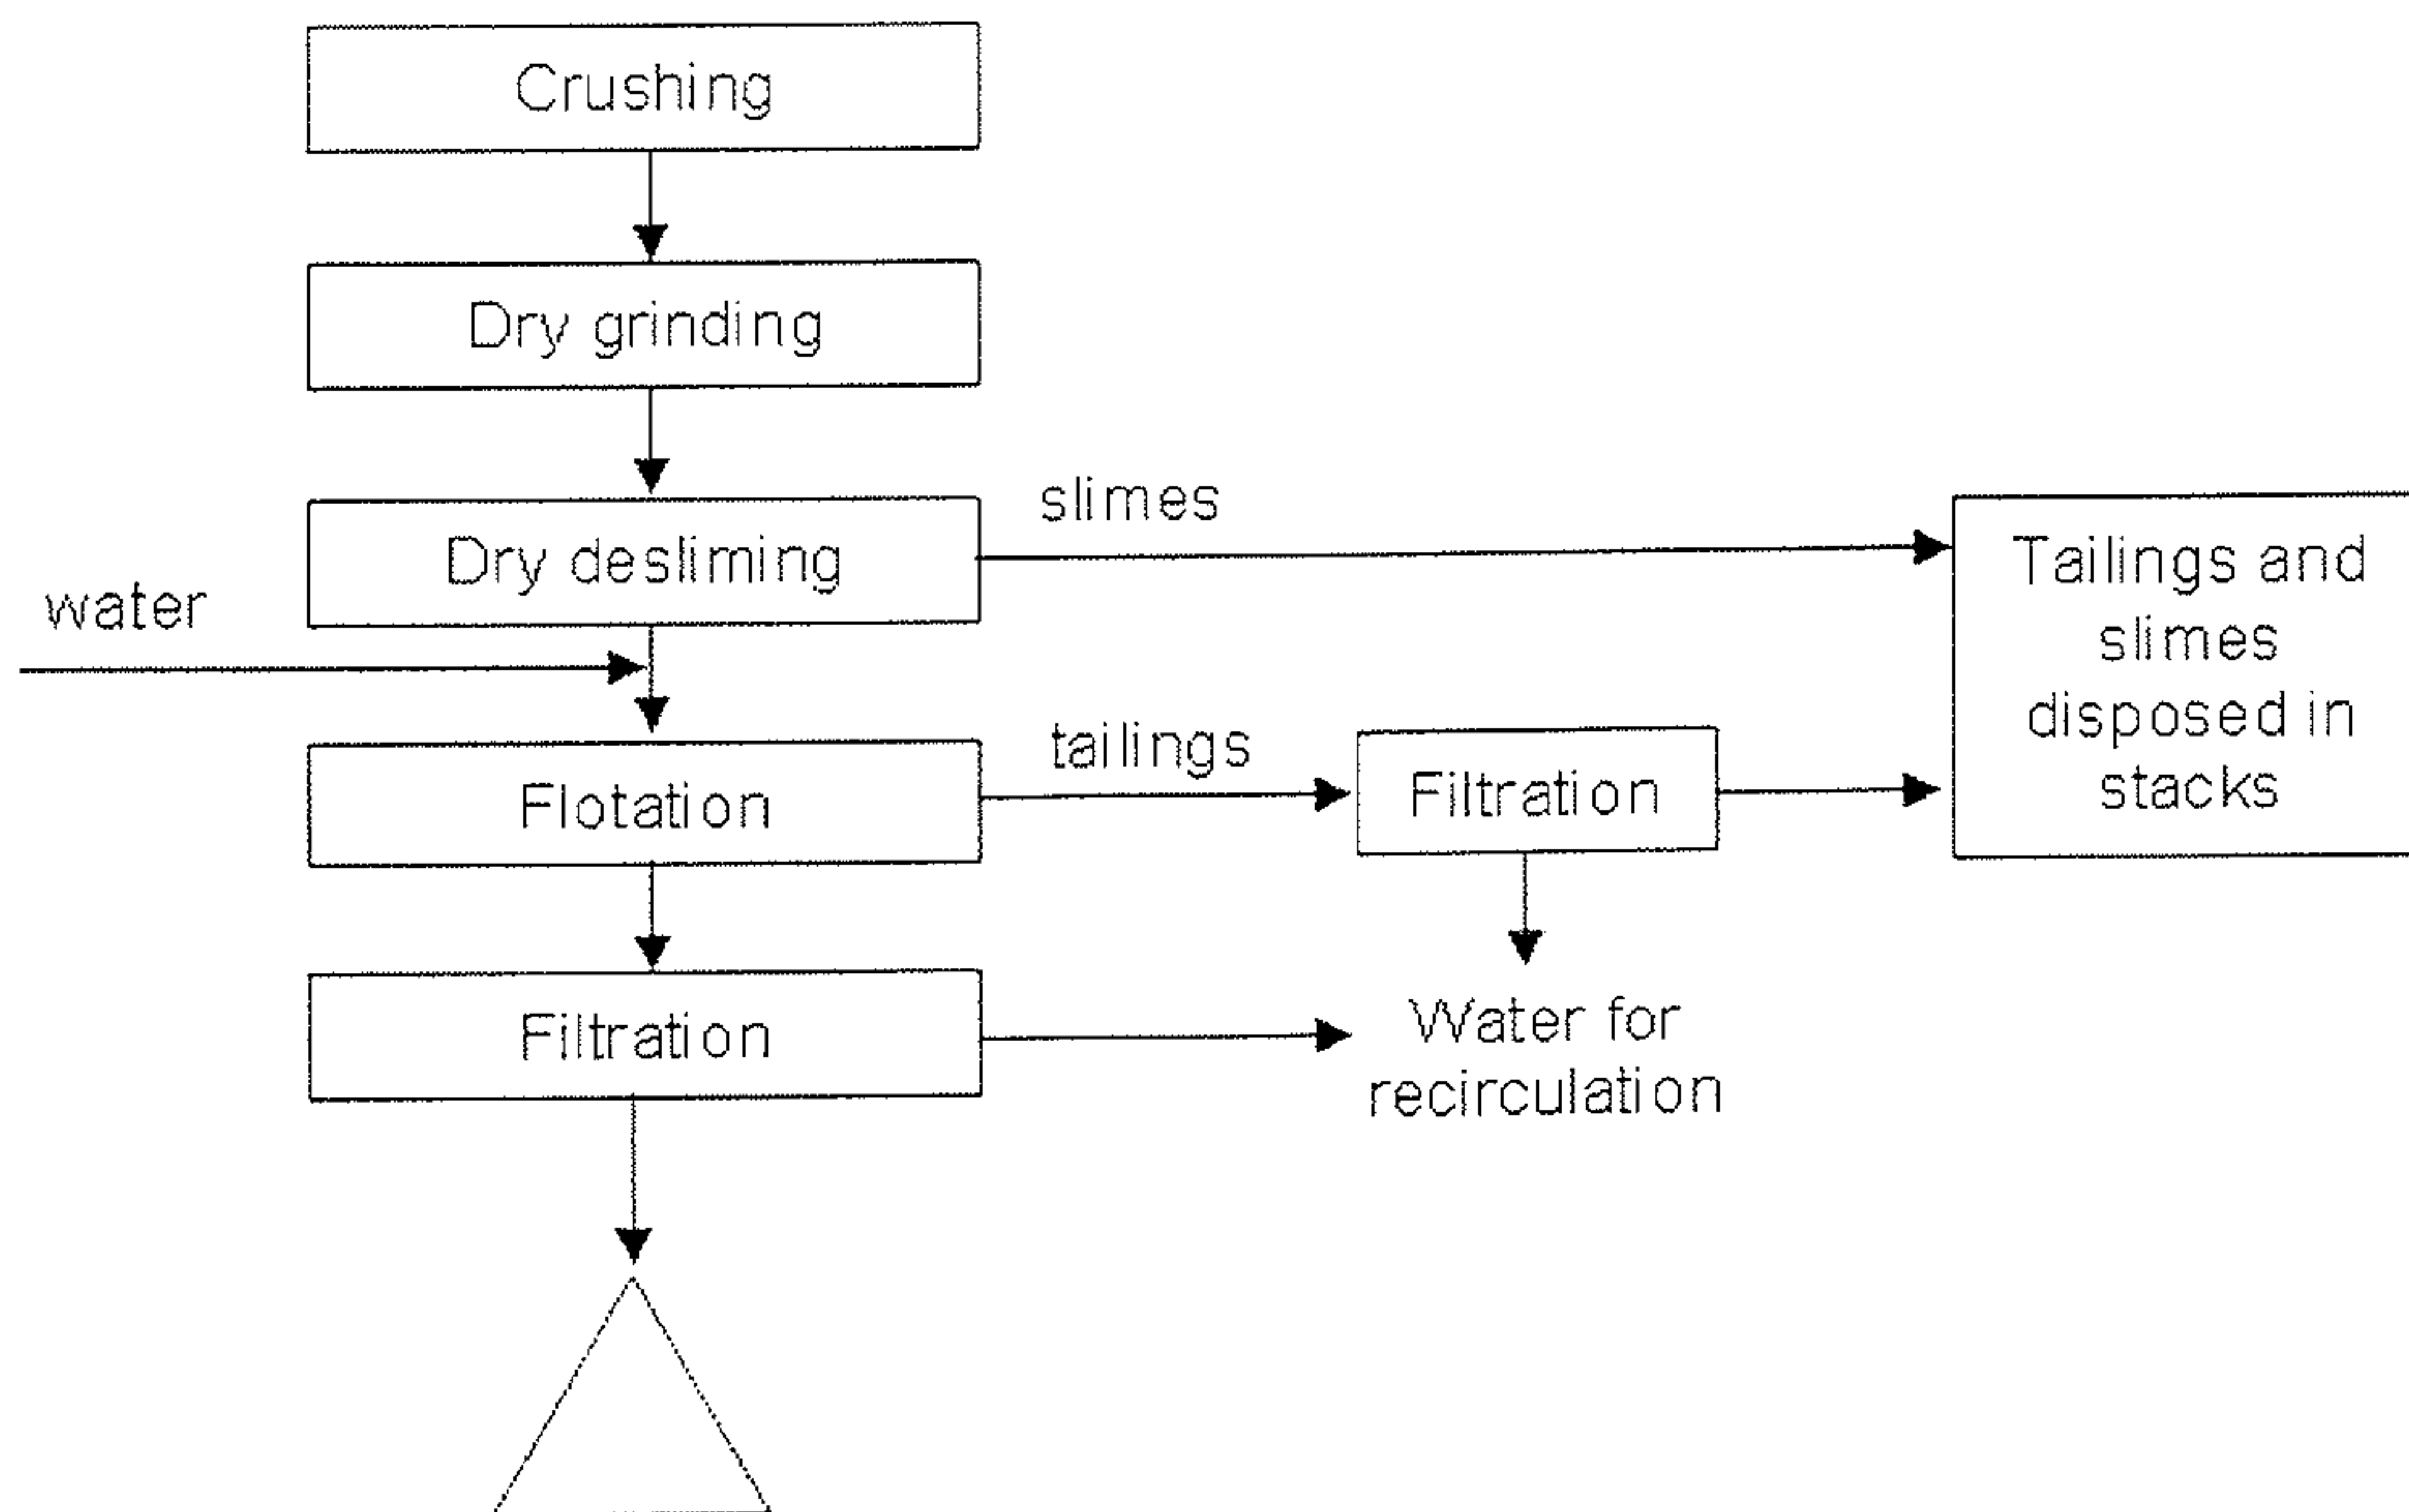 Crushing
Dry grinding
slimes
Dry desliming
Tailings and
slimes
disposed in
stacks
water
tailings
Flotation
Filtration
Filtration
Water for
recirculation